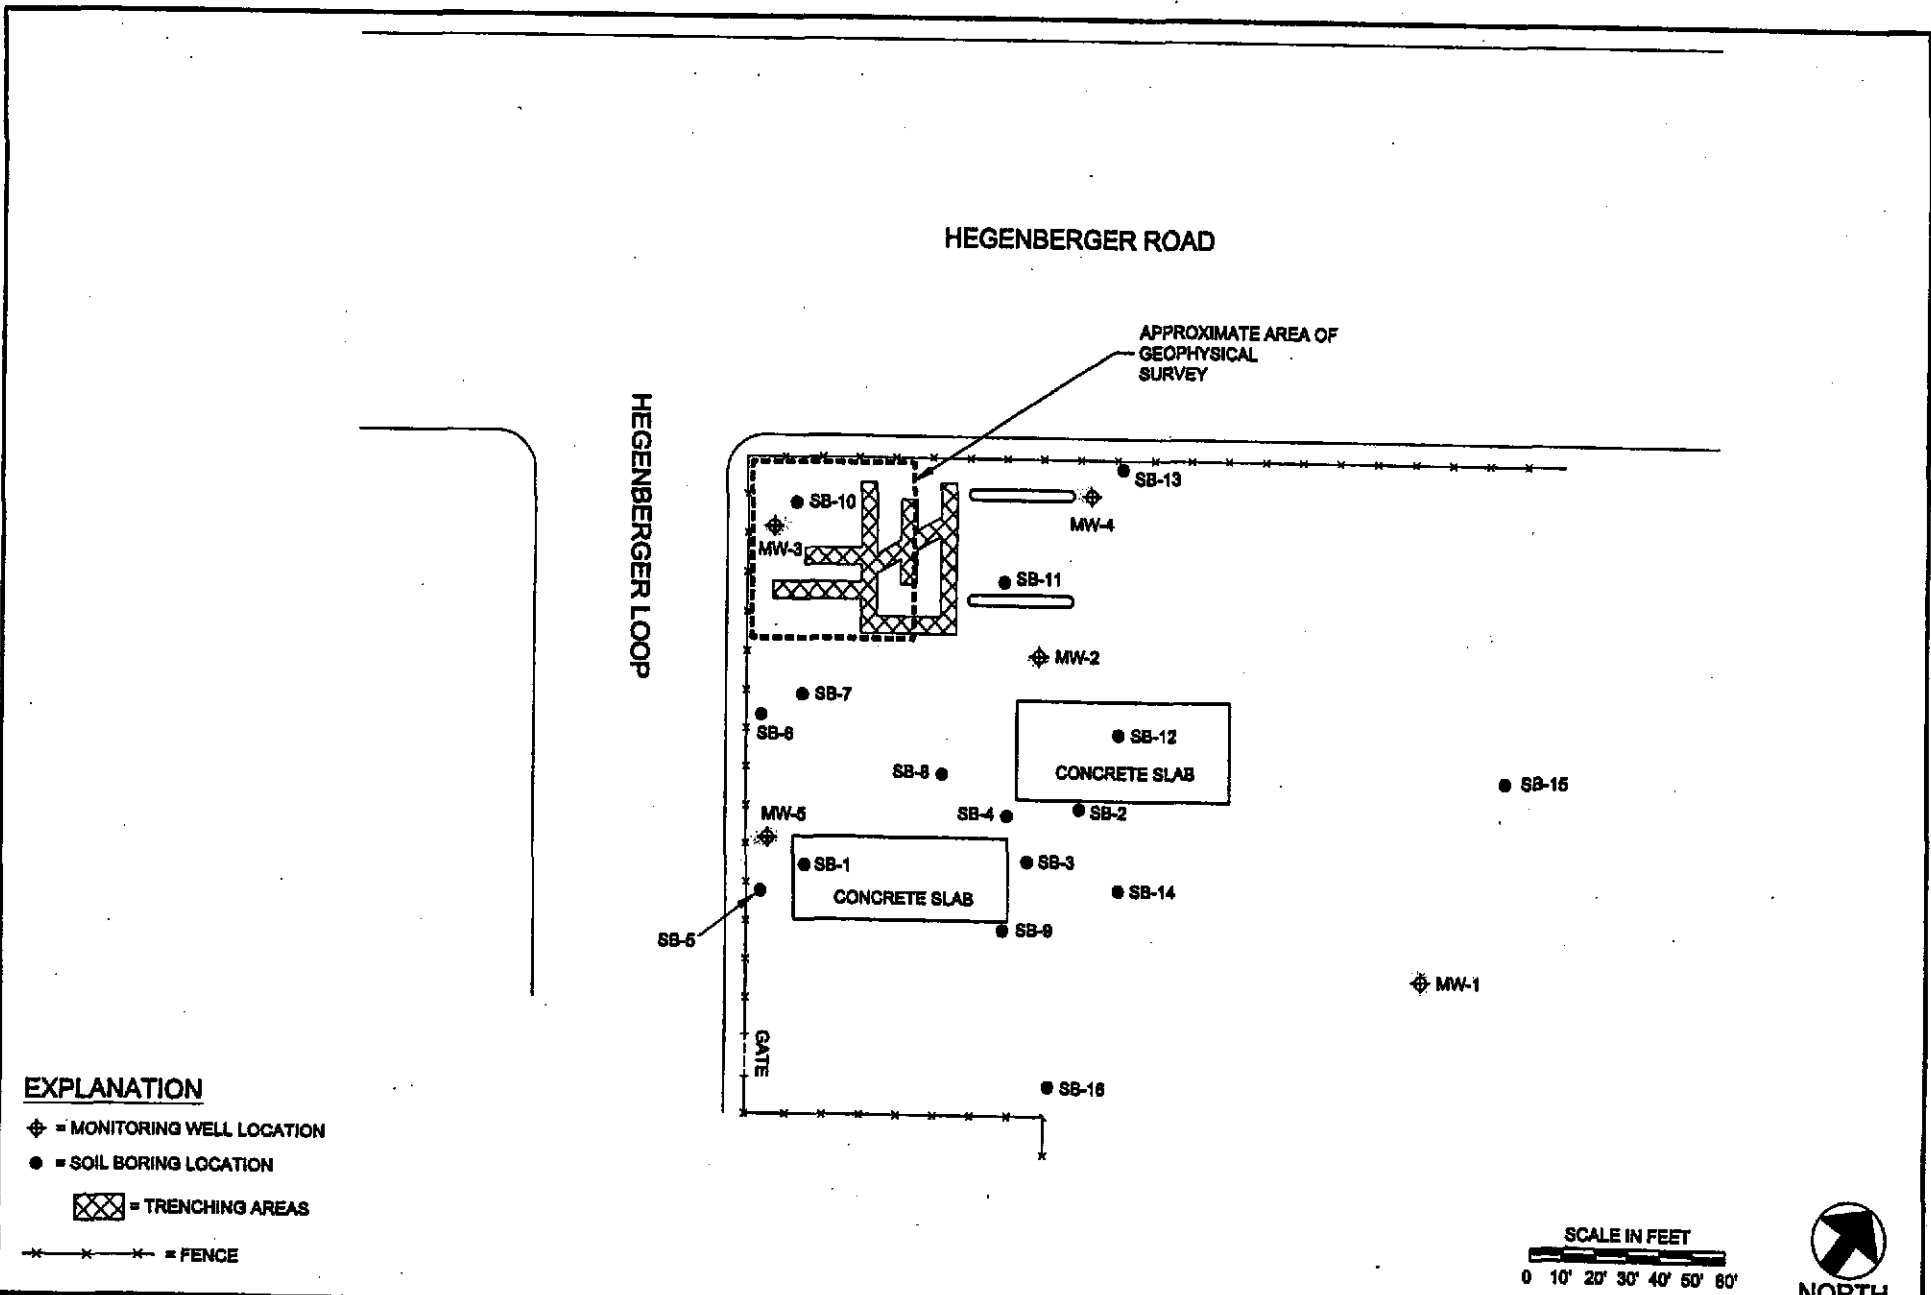 HEGENBERGER ROAD
APPROXIMATE AREA OF
GEOPHYSICAL
SURVEY
HEGENBERGER LOOP
SB-13
SB-10
MW-4
MW-3
SB-11
MW-2
SB-7
SB-6
SB-12
SB-8
CONCRETE SLAB
SB-15
MW-5
SB-4
SB-2
SB-1
SB-3
CONCRETE SLAB
SB-14
SB-5
SB-9
MW-1
GATE
SB-16
EXPLANATION
= MONITORING WELL LOCATION
= SOIL BORING LOCATION
= TRENCHING AREAS
= FENCE
SCALE IN FEET
0 10' 20' 30' 40' 50' 60'
NORTH